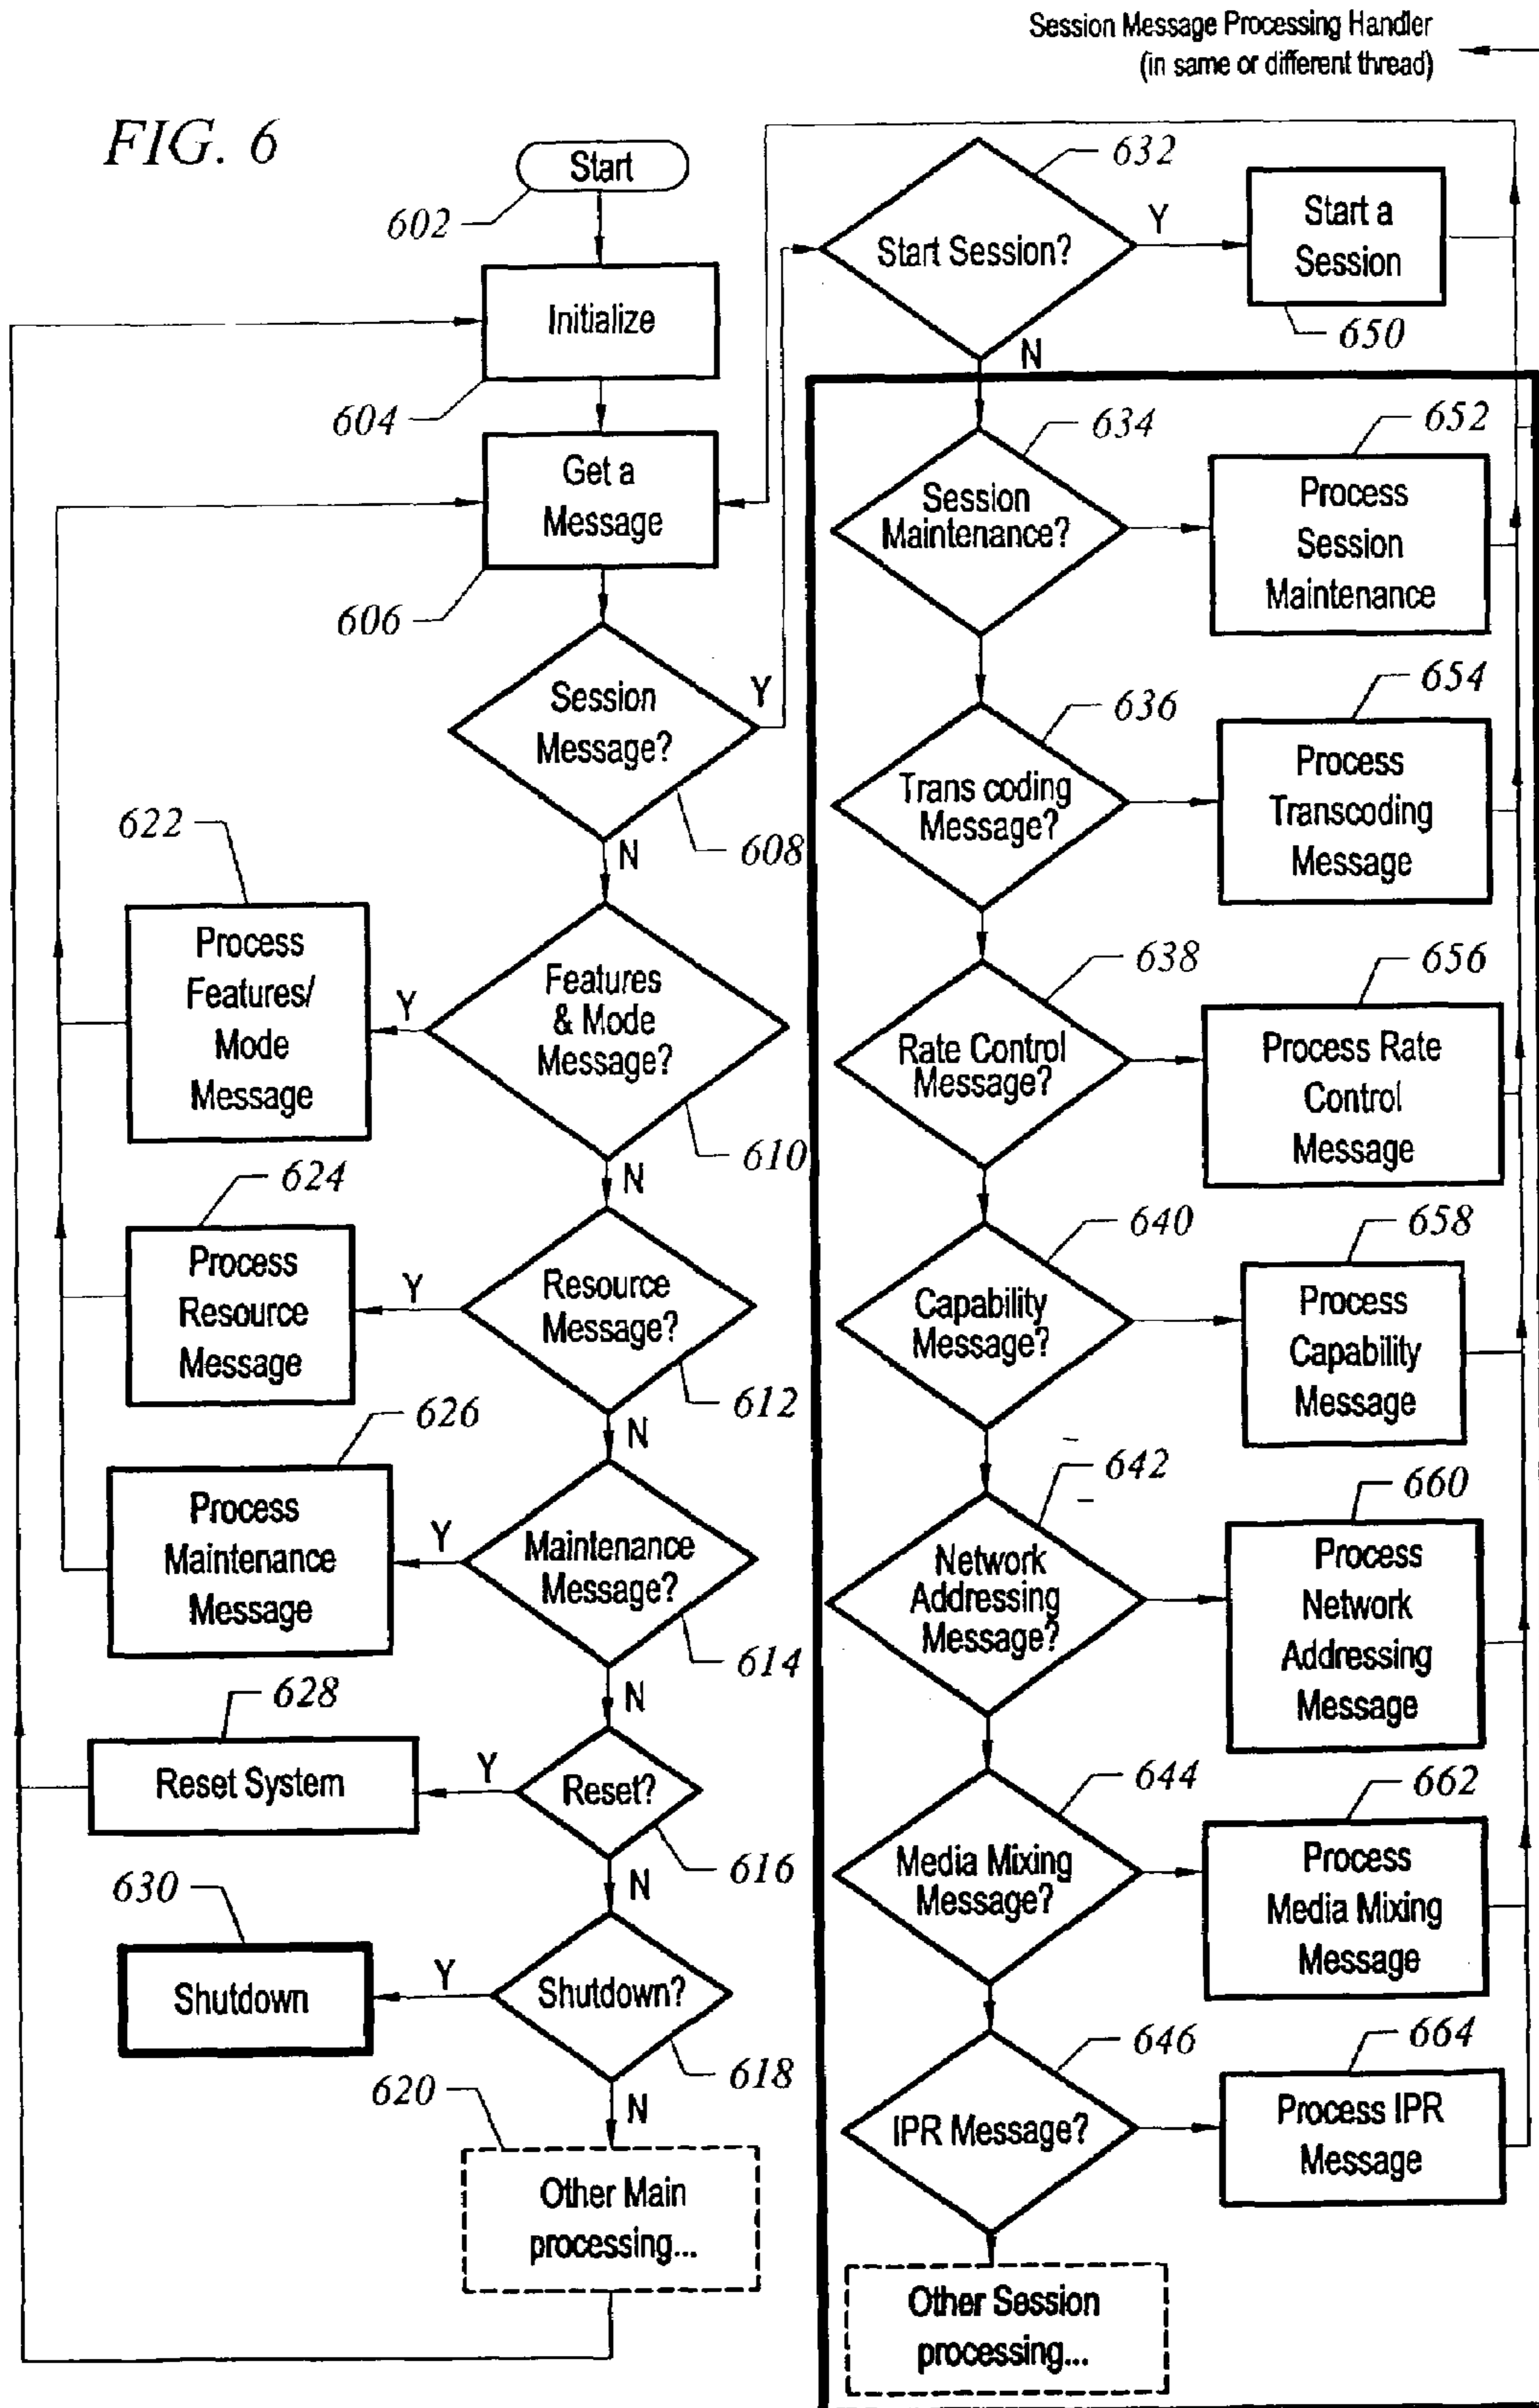 Session Message Processing Handler
(in same or different thread)
FIG. 6
Start
602
Initialize
604
Get a
Message
606
Session
Message?
Y
608
N
622
Process
Features/
Mode
Message
Y
Features
& Mode
Message?
610
N
624
Process
Resource
Message
Y
Resource
Message?
612
N
626
Process
Maintenance
Message
Y
Maintenance
Message?
614
N
628
Reset System
Y
Reset?
616
N
630
Shutdown
Y
Shutdown?
618
N
620
Other Main
processing...
632
Start Session?
Y
Start a
Session
650
N
634
Session
Maintenance?
652
Process
Session
Maintenance
636
Trans coding
Message?
654
Process
Transcoding
Message
638
Rate Control
Message?
656
Process Rate
Control
Message
640
Capability
Message?
658
Process
Capability
Message
642
Network
Addressing
Message?
660
Process
Network
Addressing
Message
644
Media Mixing
Message?
662
Process
Media Mixing
Message
646
IPR Message?
664
Process IPR
Message
Other Session
processing...